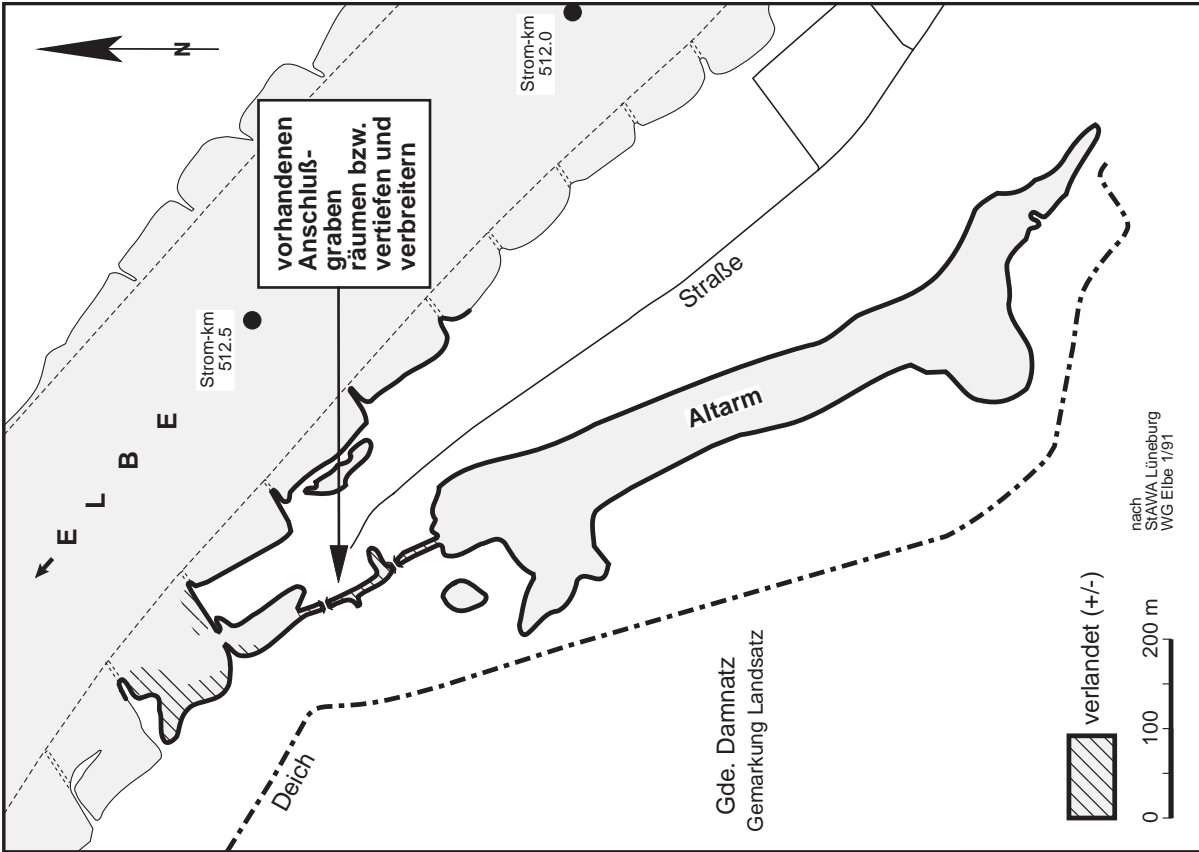 N
Strom-km
512.0
vorhandenen
Anschluß-
graben
räumen bzw.
vertiefen und
verbreitern
Strom-km
512.5
E L B E
Straße
Altarm
Deich
Gde. Damnatz
Gemarkung Landsatz
nach
StAWA Lüneburg
WG Elbe 1/91
verlandet (+/-)
0 100 200 m